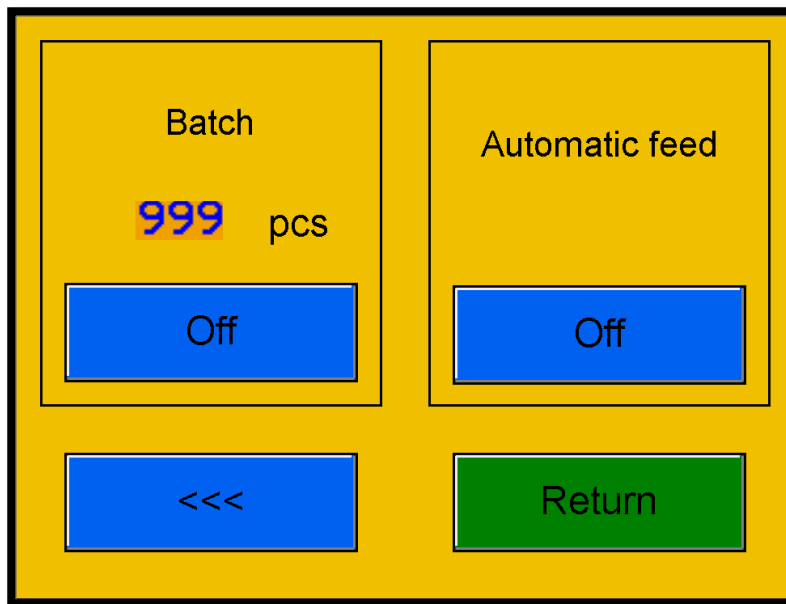 Batch
999 pcs
Off
Automatic feed
Off
<<<
Return